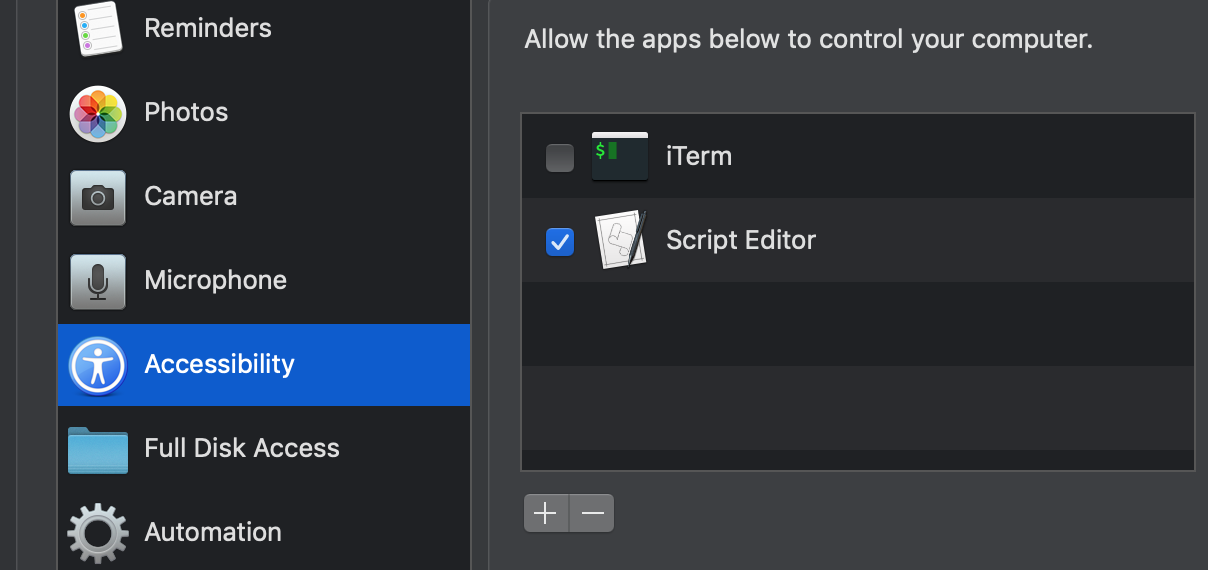 Reminders
Photos
Camera
Microphone
Accessibility
Full Disk Access
Automation
Allow the apps below to control your computer.
$
iTerm
Script Editor